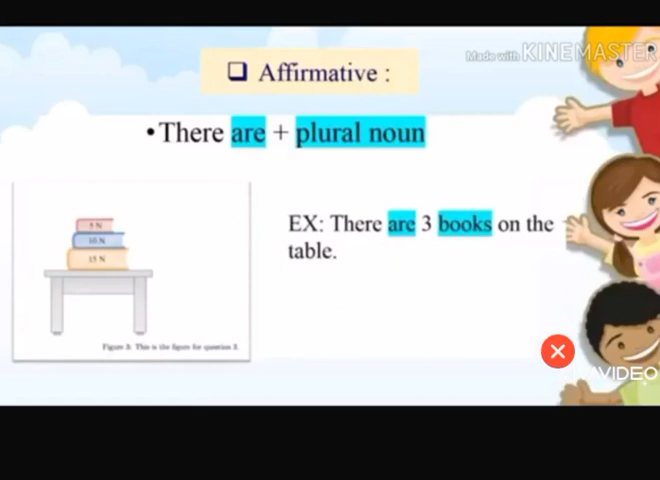 Made with KINEMASTER
❑ Affirmative :
•There are + plural noun
5 N
10 N
15 N
EX: There are 3 books on the
table.
Figure 3: This is the figure for question 3.
VIDEO